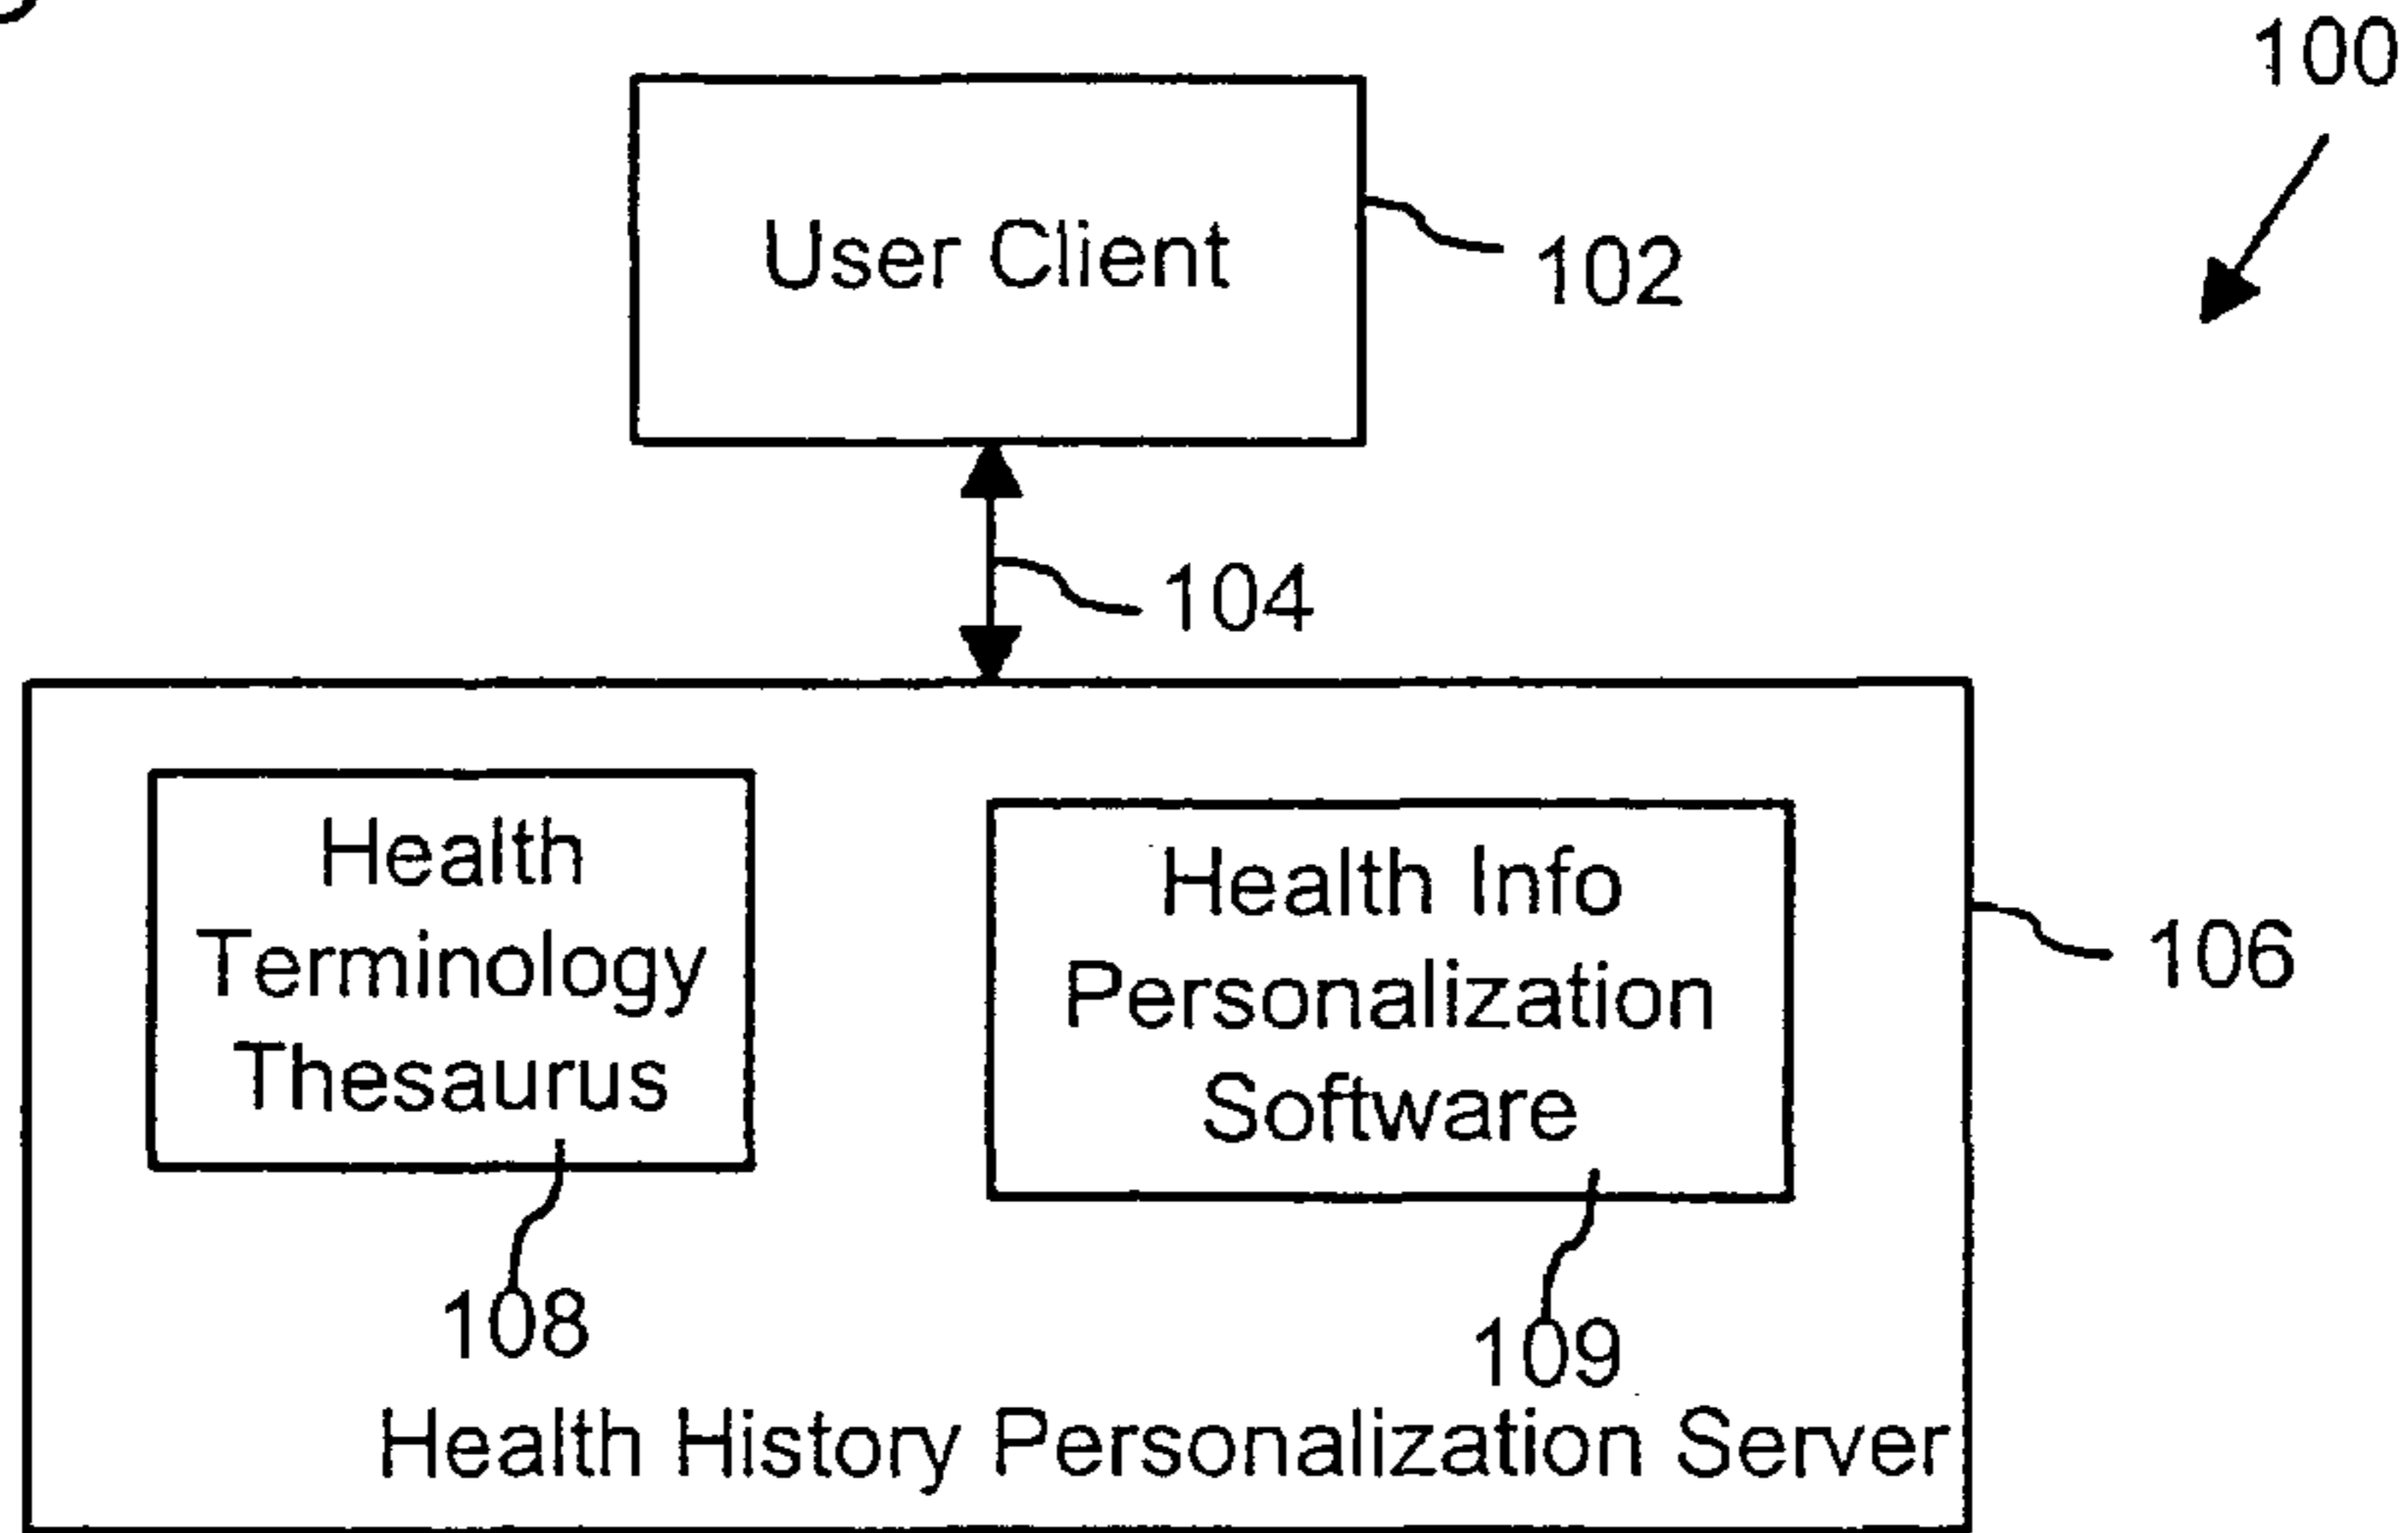 100
User Client
102
104
Health
Terminology
Thesaurus
Health Info
Personalization
Software
106
108
109
Health History Personalization Server